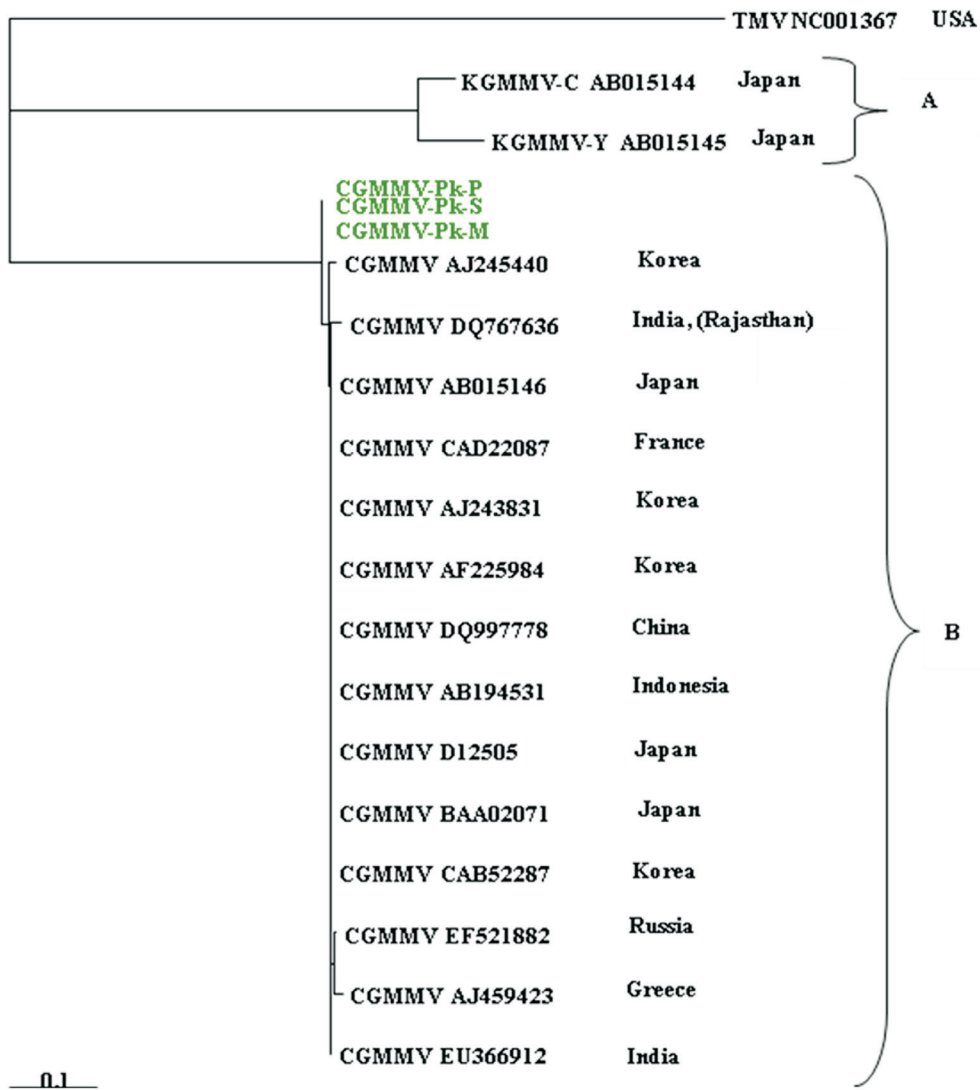 TMV NC001367 USA
KGMMV-C AB015144 Japan
A
KGMMV-Y AB015145 Japan
CGMMV-Pk-P
CGMMV-Pk-S
CGMMV-Pk-M
CGMMV AJ245440 Korea
CGMMV DQ767636 India, (Rajasthan)
CGMMV AB015146 Japan
CGMMV CAD22087 France
CGMMV AJ243831 Korea
CGMMV AF225984 Korea
CGMMV DQ997778 China
B
CGMMV AB194531 Indonesia
CGMMV D12505 Japan
CGMMV BAA02071 Japan
CGMMV CAB52287 Korea
CGMMV EF521882 Russia
CGMMV AJ459423 Greece
CGMMV EU366912 India
0.1